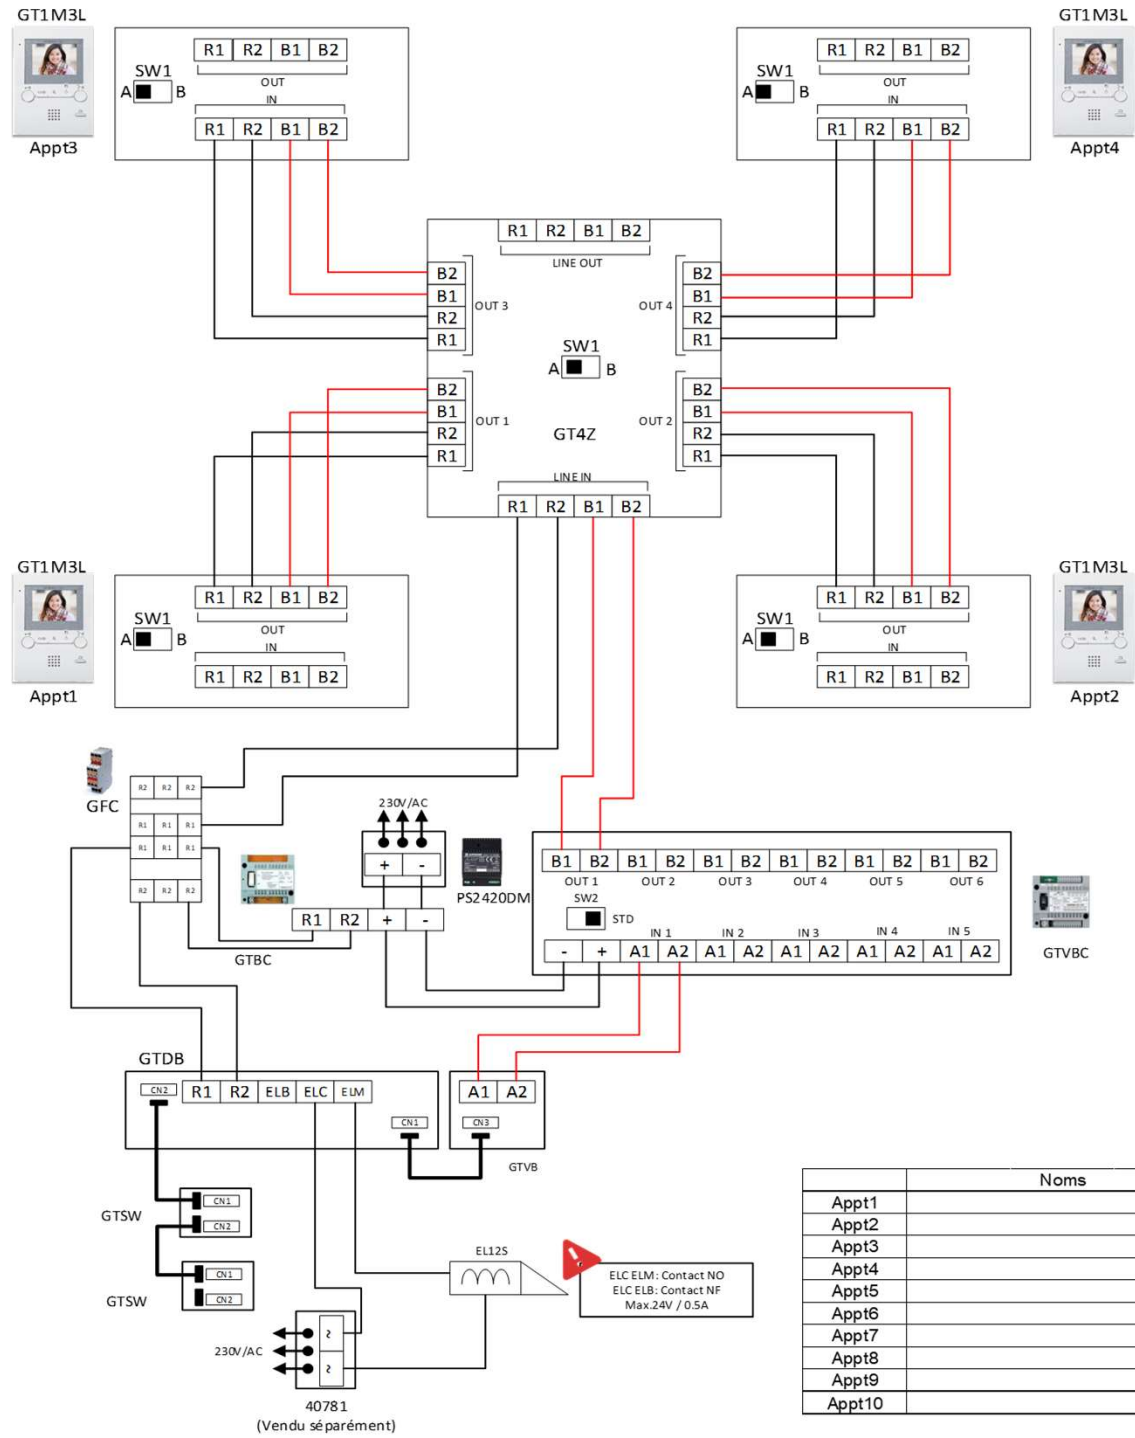 GT1M3L
GT1M3L
R1 R2 B1 B2
R1 R2 B1 B2
OUT
OUT
SW1
SW1
A B
A B
IN
IN
R1 R2 B1 B2
R1 R2 B1 B2
Appt3
Appt4
R1 R2 B1 B2
LINE OUT
B2
B1
R2
R1
OUT 3
B2
B1
R2
R1
OUT 4
SW1
A B
B2
B1
R2
R1
OUT 1
B2
B1
R2
R1
OUT 2
GT4Z
LINE IN
R1 R2 B1 B2
GT1M3L
GT1M3L
R1 R2 B1 B2
R1 R2 B1 B2
OUT
OUT
SW1
SW1
A B
A B
IN
IN
R1 R2 B1 B2
R1 R2 B1 B2
Appt1
Appt2
GFC
R2 R2 R2
R1 R1 R1
R1 R1 R1
R2 R2 R2
230V/AC
+ -
PS2420DM
R1 R2 + -
GTBC
B1 B2 B1 B2 B1 B2 B1 B2 B1 B2 B1 B2
OUT 1 OUT 2 OUT 3 OUT 4 OUT 5 OUT 6
SW2
STD
IN 1 IN 2 IN 3 IN 4 IN 5
- + A1 A2 A1 A2 A1 A2 A1 A2 A1 A2
GTVBC
GTDB
CN2
R1 R2 ELB ELC ELM
CN1
A1 A2
CN3
GTVB
GTSW
CN1
CN2
GTSW
CN1
CN2
EL12S
ELC ELM: Contact NO
ELC ELB: Contact NF
Max.24V / 0.5A
230V/AC
~
~
40781
(Vendu séparément)
Noms
Appt1
Appt2
Appt3
Appt4
Appt5
Appt6
Appt7
Appt8
Appt9
Appt10